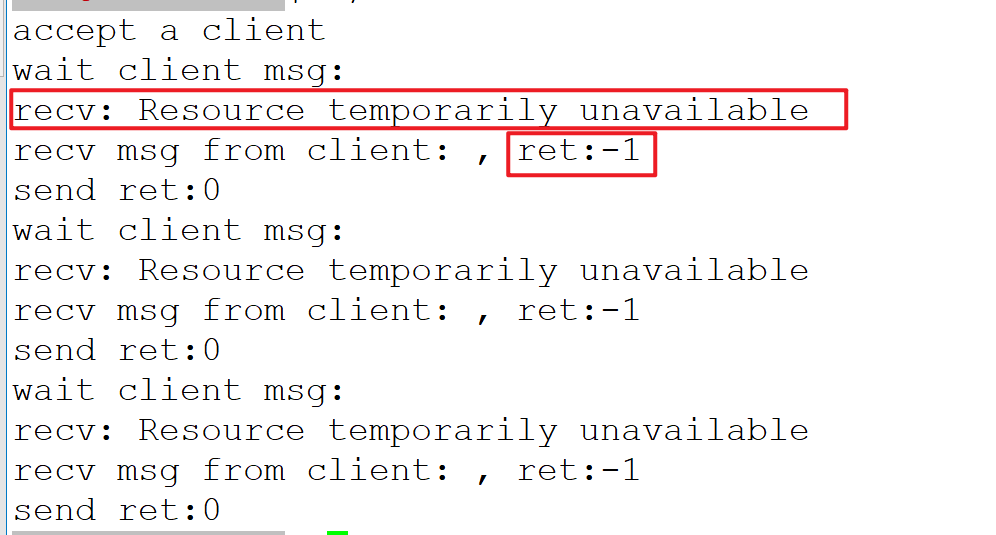 accept a client
wait client msg:
recv: Resource temporarily unavailable
recv msg from client: , ret:-1
send ret:0
wait client msg:
recv: Resource temporarily unavailable
recv msg from client: , ret:-1
send ret:0
wait client msg:
recv: Resource temporarily unavailable
recv msg from client: , ret:-1
send ret:0